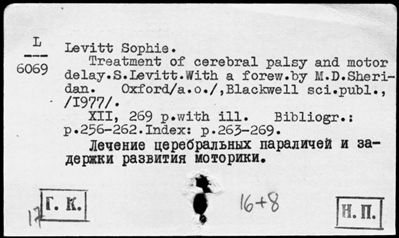 L
6069
Levitt Sophie.
Treatment of cerebral palsy and motor
delay.S.Levitt.With a forew.by M.D.Sheri-
dan. Oxford/a.o./,Blackwell sci.publ.,
/1977/.
XII, 269 p.with ill. Bibliogr.:
p.256-262.Index: p.263-269.
Лечение церебральных параличей и за-
держки развития моторики.
17
Г. К.
16+8
Н. П.